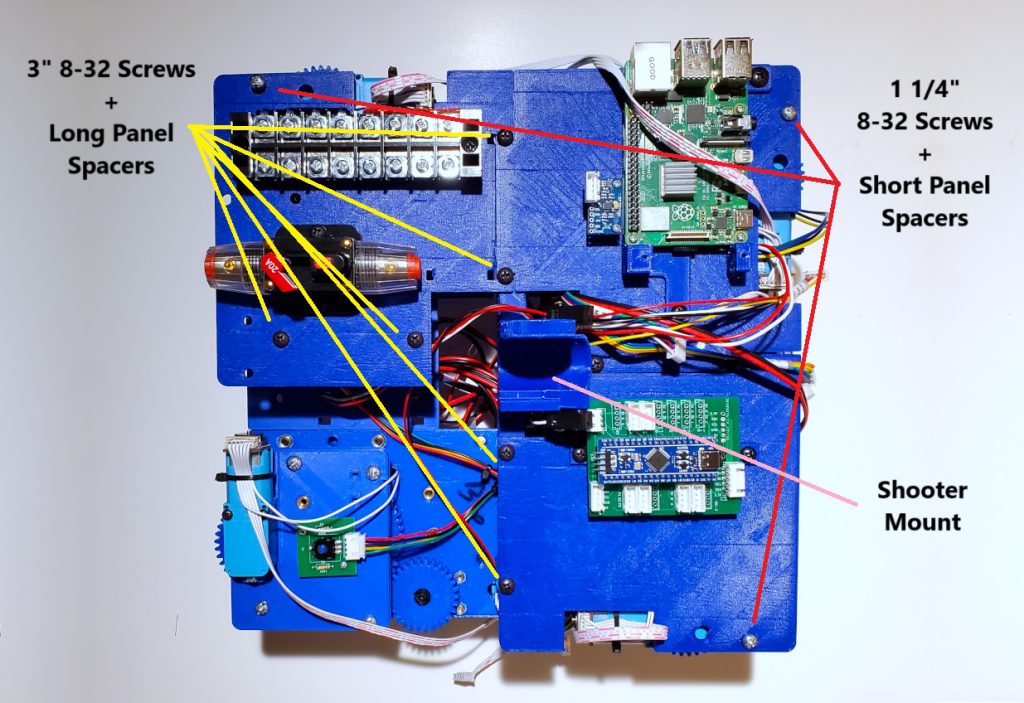 3" 8-32 Screws
+
Long Panel
Spacers
1 1/4"
8-32 Screws
+
Short Panel
Spacers
Shooter
Mount
GOOD
20A